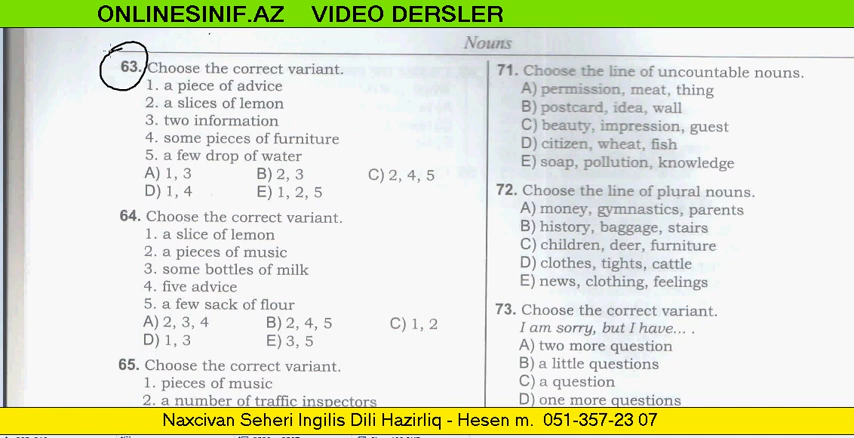 ONLINESINIF.AZ VIDEO DERSLER
Nouns
63. Choose the correct variant.
1. a piece of advice
2. a slices of lemon
3. two information
4. some pieces of furniture
5. a few drop of water
A) 1, 3 B) 2, 3 C) 2, 4, 5
D) 1, 4 E) 1, 2, 5
64. Choose the correct variant.
1. a slice of lemon
2. a pieces of music
3. some bottles of milk
4. five advice
5. a few sack of flour
A) 2, 3, 4 B) 2, 4, 5 C) 1, 2
D) 1, 3 E) 3, 5
65. Choose the correct variant.
1. pieces of music
2. a number of traffic inspectors
71. Choose the line of uncountable nouns.
A) permission, meat, thing
B) postcard, idea, wall
C) beauty, impression, guest
D) citizen, wheat, fish
E) soap, pollution, knowledge
72. Choose the line of plural nouns.
A) money, gymnastics, parents
B) history, baggage, stairs
C) children, deer, furniture
D) clothes, tights, cattle
E) news, clothing, feelings
73. Choose the correct variant.
I am sorry, but I have... .
A) two more question
B) a little questions
C) a question
D) one more questions
Naxcivan Seheri Ingilis Dili Hazirliq - Hesen m. 051-357-23 07